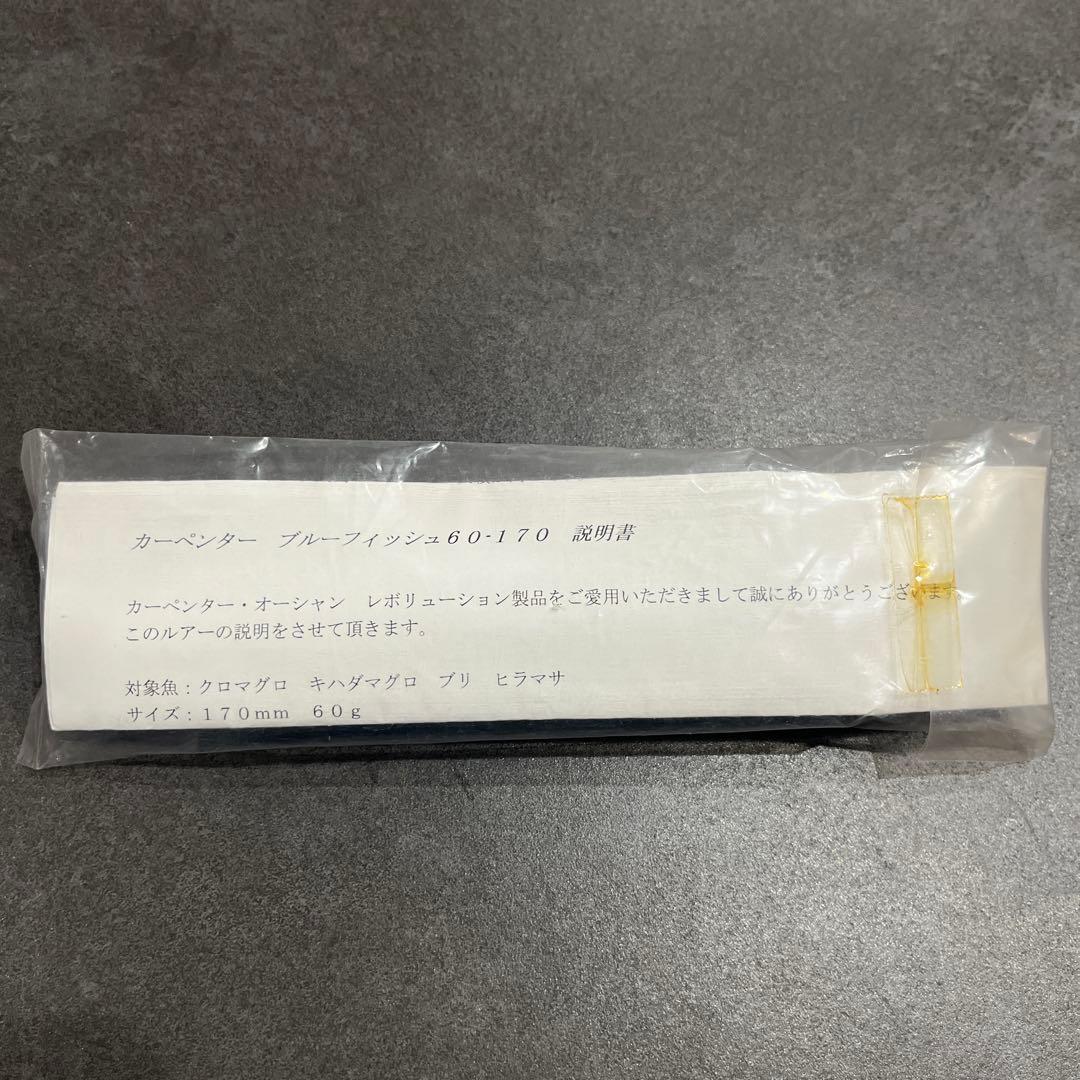 カーペンター　ブルーフィッシュ６０-１７０　説明書
カーペンター・オーシャン　レボリューション製品をご愛用いただきまして誠にありがとうございます
このルアーの説明をさせて頂きます。
対象魚：クロマグロ　キハダマグロ　ブリ　ヒラマサ
サイズ：１７０mm　６０ｇ